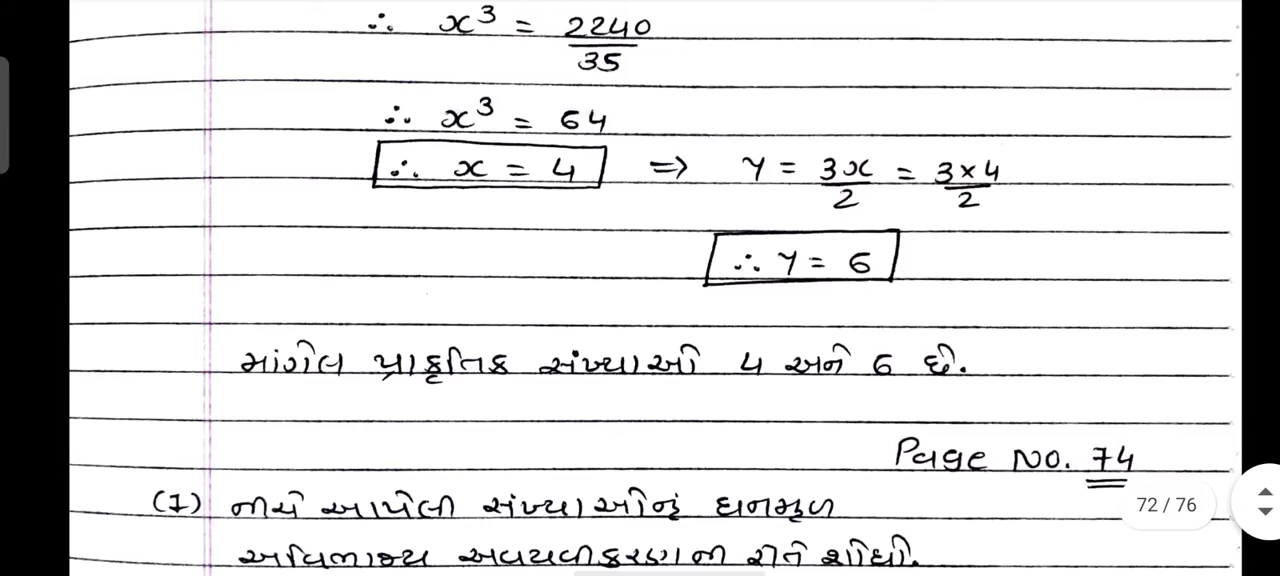 ∴ x³ = 2240/35
∴ x³ = 64
∴ x = 4 ⇒ y = 3x/2 = 3×4/2
∴ y = 6
માંગેલ પ્રાકૃતિક સંખ્યાઓ 4 અને 6 છે.
Page No. 74
(1) નીચે આપેલી સંખ્યાઓનું ઘનમૂળ
72 / 76
અવિભાજ્ય અવયવીકરણની રીતે શોધો.